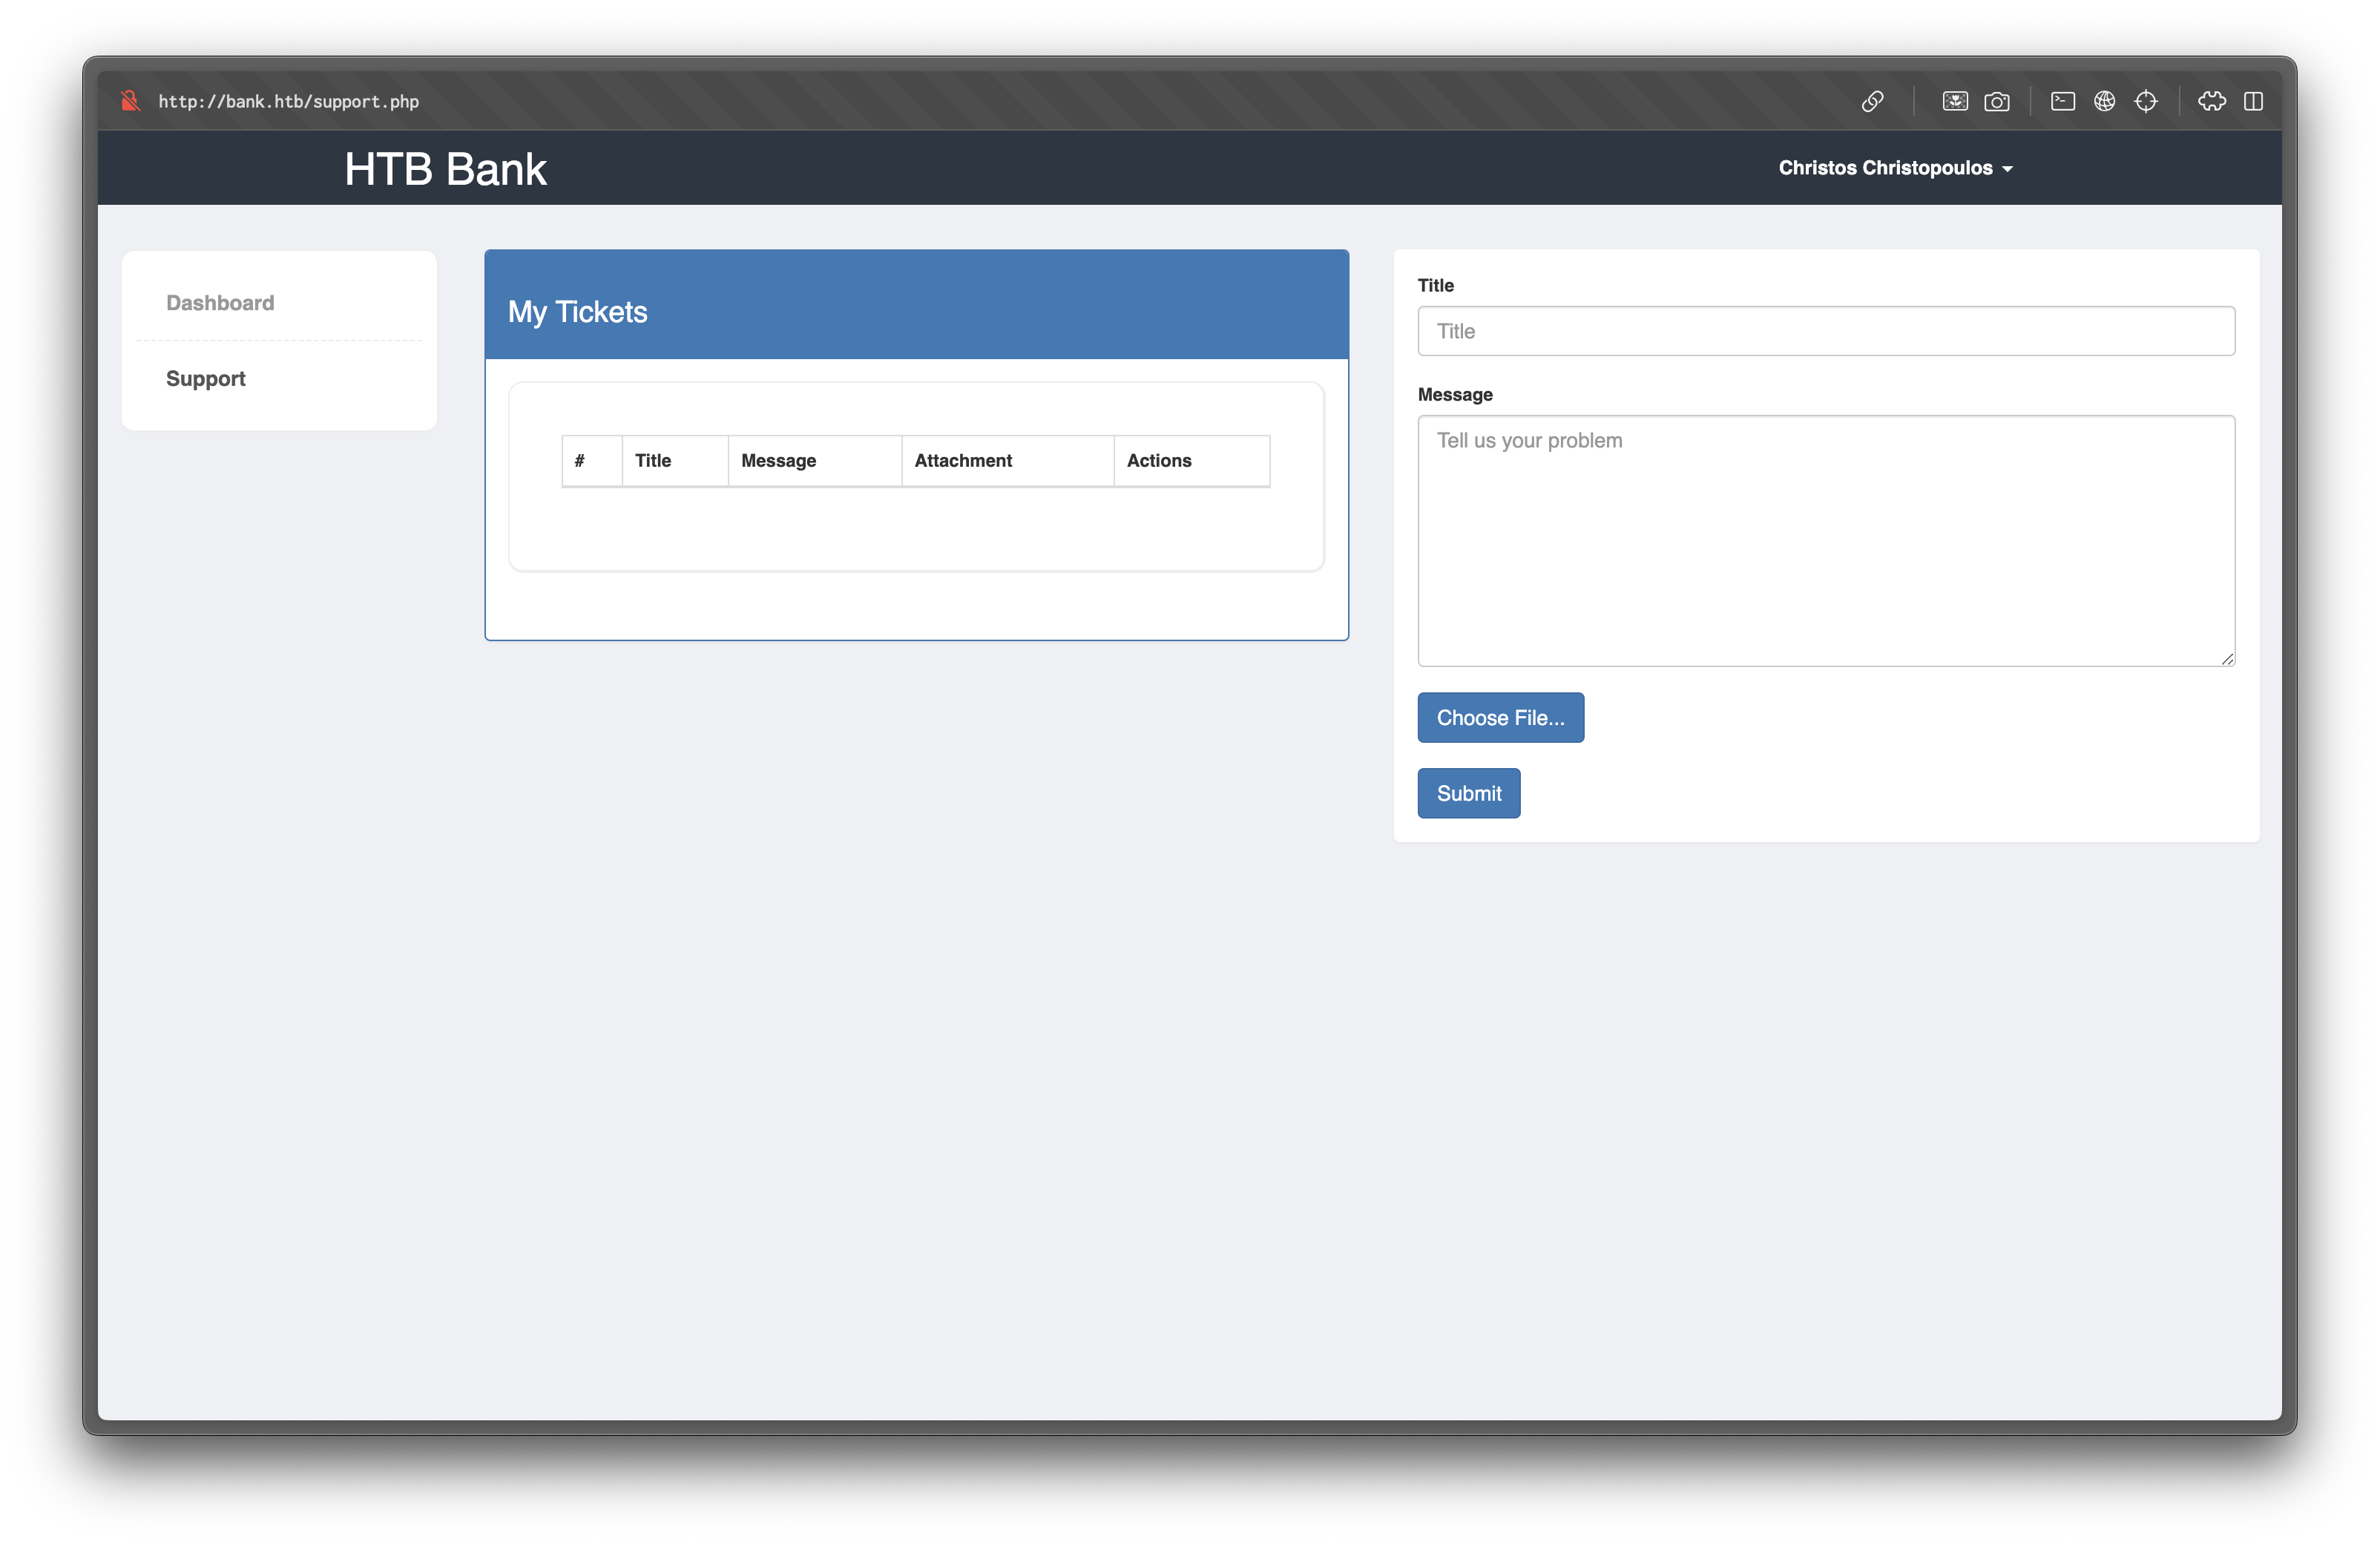 http://bank.htb/support.php
HTB Bank
Christos Christopoulos
Dashboard
Support
My Tickets
# Title Message Attachment Actions
Title
Title
Message
Tell us your problem
Choose File...
Submit